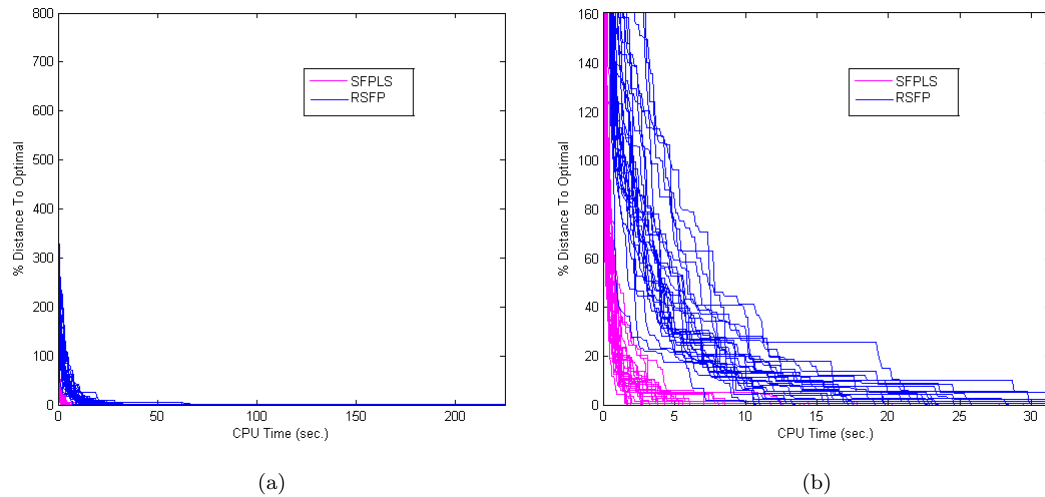 800
700
600
500
400
300
200
100
0
% Distance To Optimal
SFPLS
RSFP
0 50 100 150 200
CPU Time (sec.)
(a)
160
140
120
100
80
60
40
20
0
% Distance To Optimal
SFPLS
RSFP
0 5 10 15 20 25 30
CPU Time (sec.)
(b)